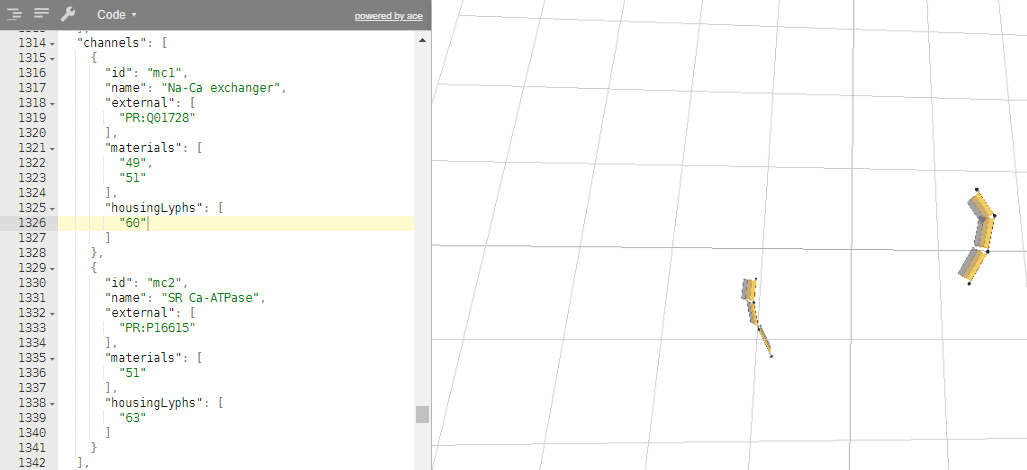 Code ▾
powered by ace
1314 "channels": [
1315 {
1316 "id": "mc1",
1317 "name": "Na-Ca exchanger",
1318 "external": [
1319 "PR:Q01728"
1320 ],
1321 "materials": [
1322 "49",
1323 "51"
1324 ],
1325 "housingLyphs": [
1326 "60"
1327 ]
1328 },
1329 {
1330 "id": "mc2",
1331 "name": "SR Ca-ATPase",
1332 "external": [
1333 "PR:P16615"
1334 ],
1335 "materials": [
1336 "51"
1337 ],
1338 "housingLyphs": [
1339 "63"
1340 ]
1341 }
1342 ],